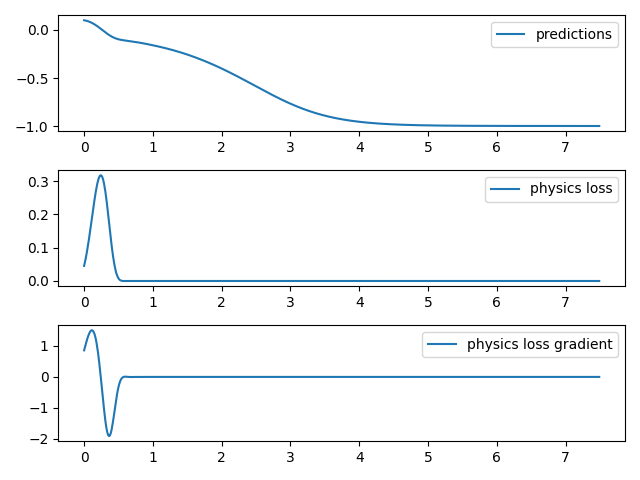 0.0
predictions
−0.5
−1.0
0 1 2 3 4 5 6 7
0.3
physics loss
0.2
0.1
0.0
0 1 2 3 4 5 6 7
1
physics loss gradient
0
−1
−2
0 1 2 3 4 5 6 7